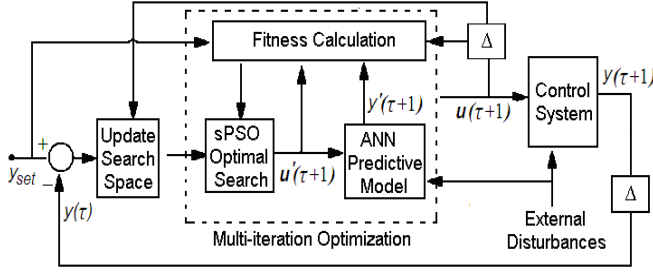 Fitness Calculation
Δ
y(τ+1)
Control
System
y'(τ+1)
u(τ+1)
+
Update
Search
Space
sPSO
Optimal
Search
ANN
Predictive
Model
u'(τ+1)
yset
−
y(τ)
Δ
External
Disturbances
Multi-iteration Optimization